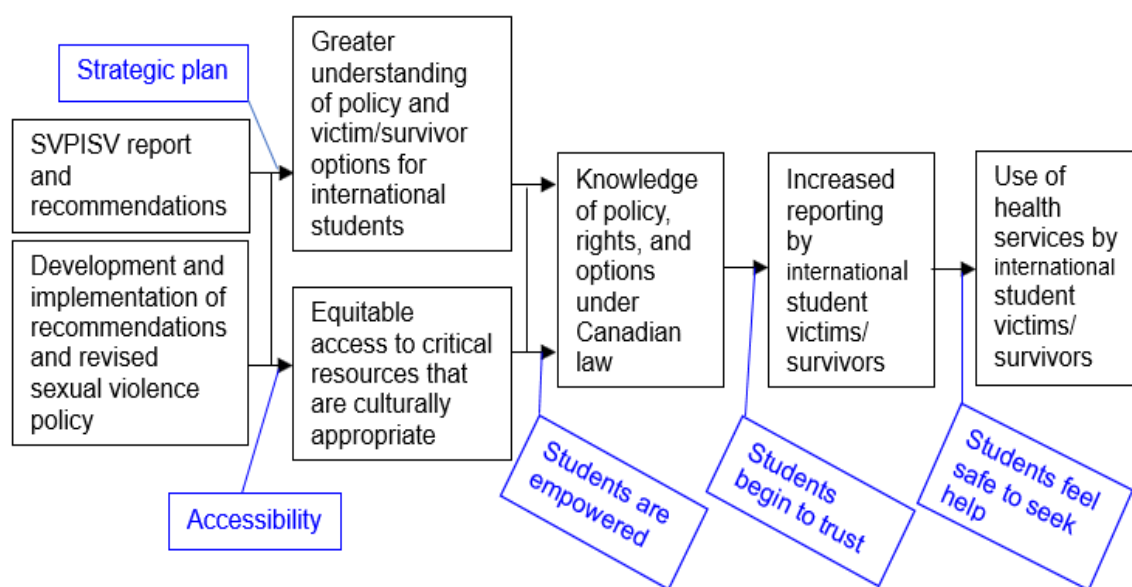 Strategic plan
SVPISV report
and
recommendations
Development and
implementation of
recommendations
and revised
sexual violence
policy
Accessibility
Greater
understanding
of policy and
victim/survivor
options for
international
students
Equitable
access to critical
resources that
are culturally
appropriate
Students are
empowered
Knowledge
of policy,
rights, and
options
under
Canadian
law
Students
begin to trust
Increased
reporting
by
international
student
victims/
survivors
Students feel
safe to seek
help
Use of
health
services by
international
student
victims/
survivors